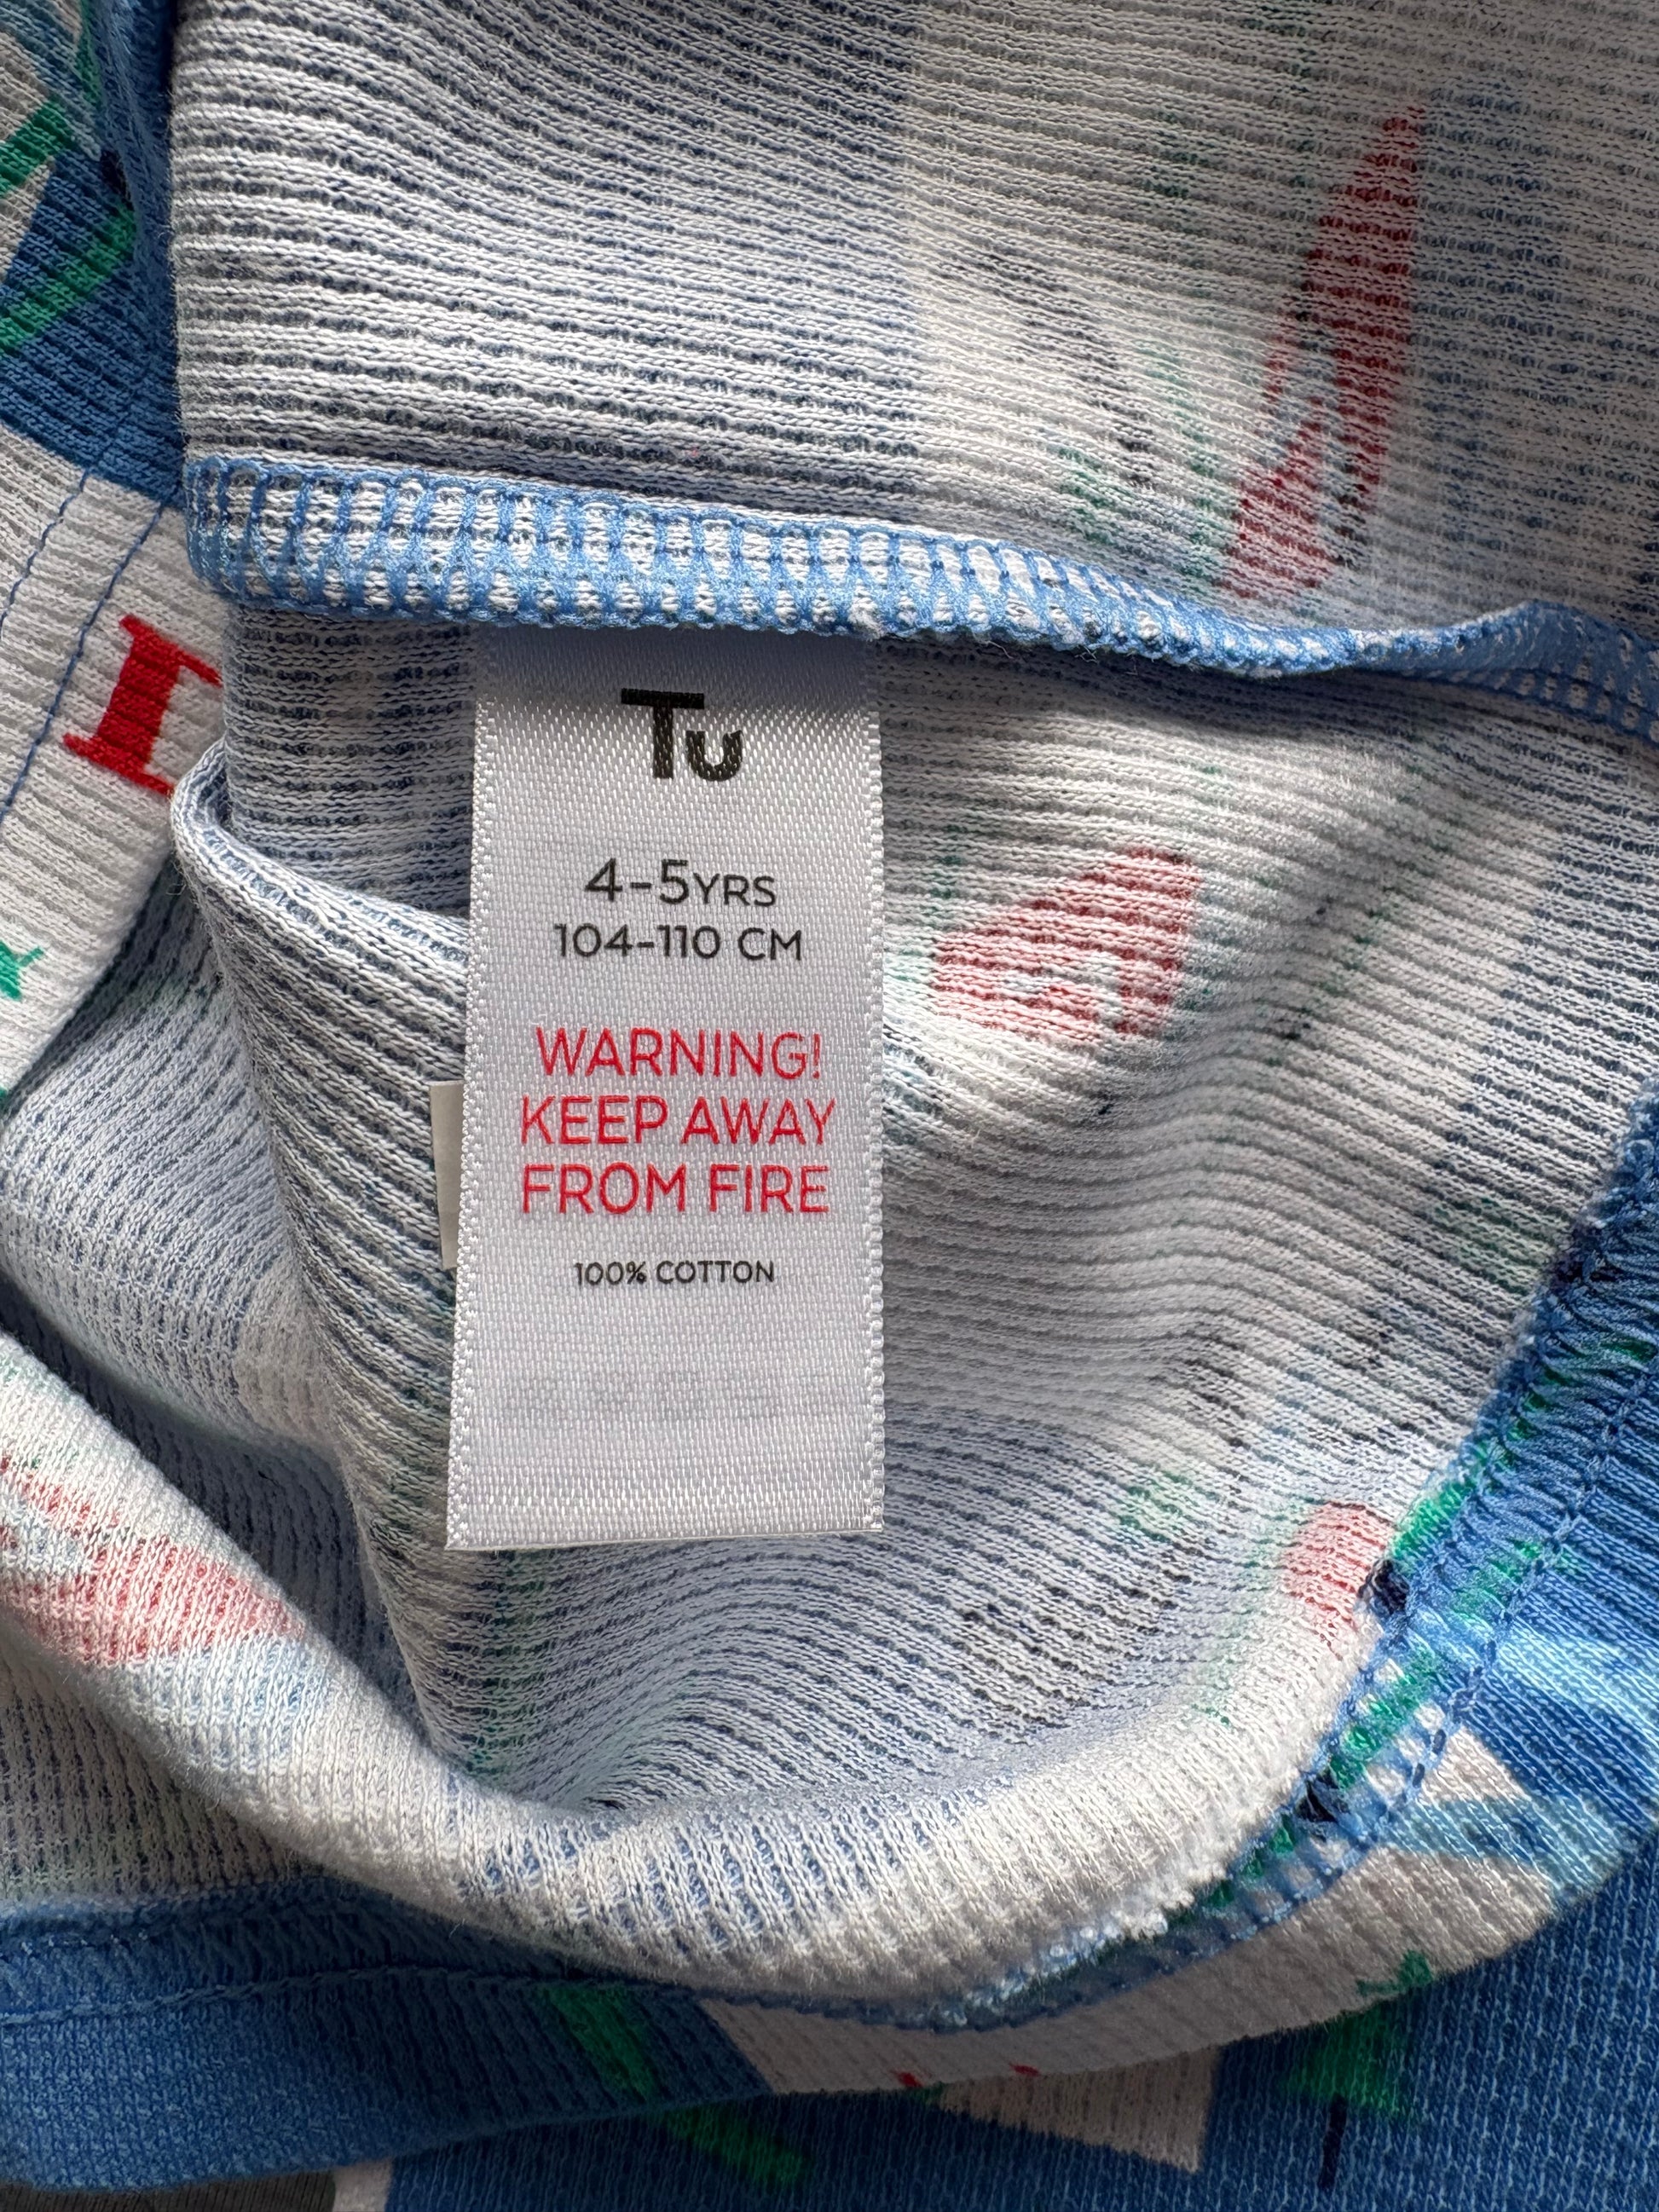 Tu
4-5YRS
104-110 CM
WARNING!
KEEP AWAY
FROM FIRE
100% COTTON